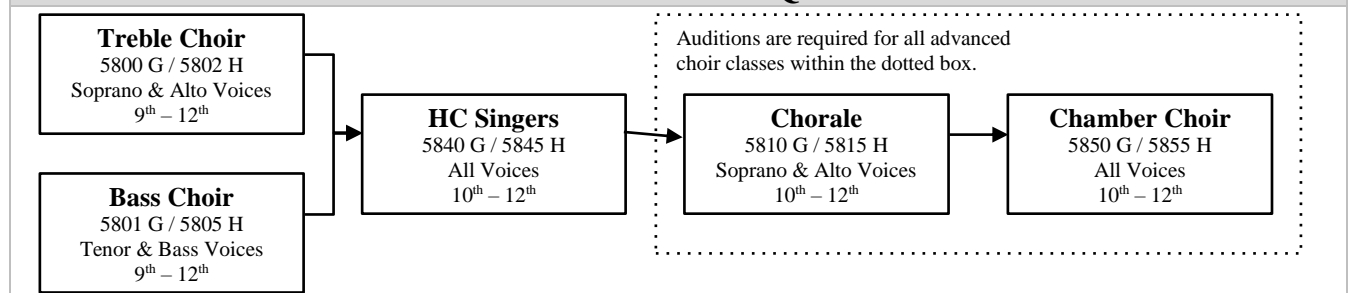 Treble Choir
5800 G / 5802 H
Soprano & Alto Voices
9th – 12th
Bass Choir
5801 G / 5805 H
Tenor & Bass Voices
9th – 12th
HC Singers
5840 G / 5845 H
All Voices
10th – 12th
Auditions are required for all advanced
choir classes within the dotted box.
Chorale
5810 G / 5815 H
Soprano & Alto Voices
10th – 12th
Chamber Choir
5850 G / 5855 H
All Voices
10th – 12th